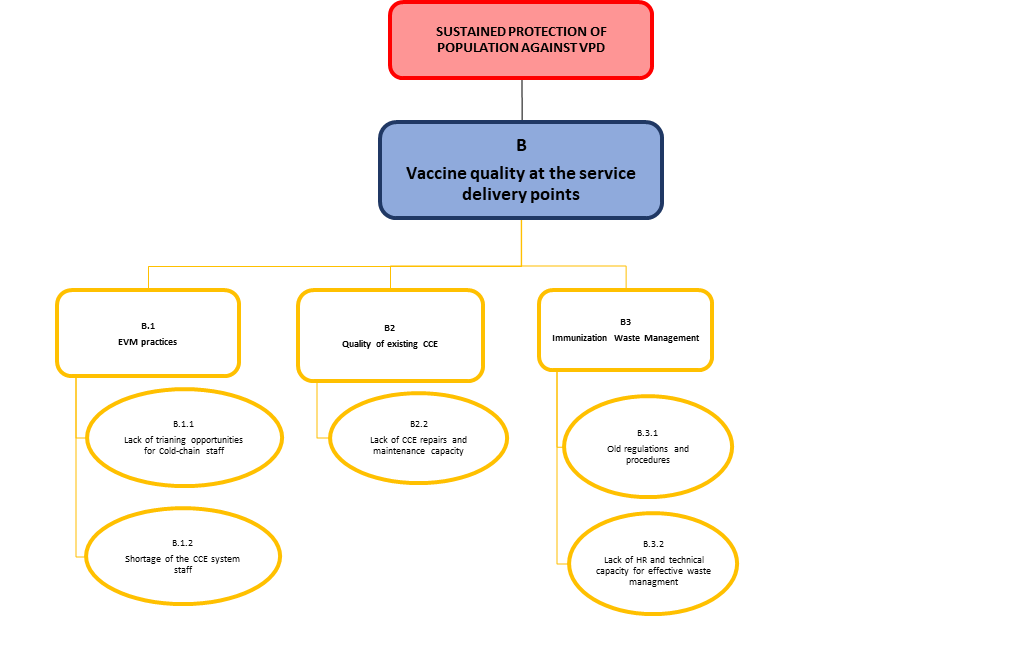 SUSTAINED PROTECTION OF
POPULATION AGAINST VPD
B
Vaccine quality at the service
delivery points
B.1
EVM practices
B2
Quality of existing CCE
B3
Immunization Waste Management
B.1.1
Lack of trianing opportunities
for Cold-chain staff
B2.2
Lack of CCE repairs and
maintenance capacity
B.3.1
Old regulations and
procedures
B.1.2
Shortage of the CCE system
staff
B.3.2
Lack of HR and technical
capacity for effective waste
managment